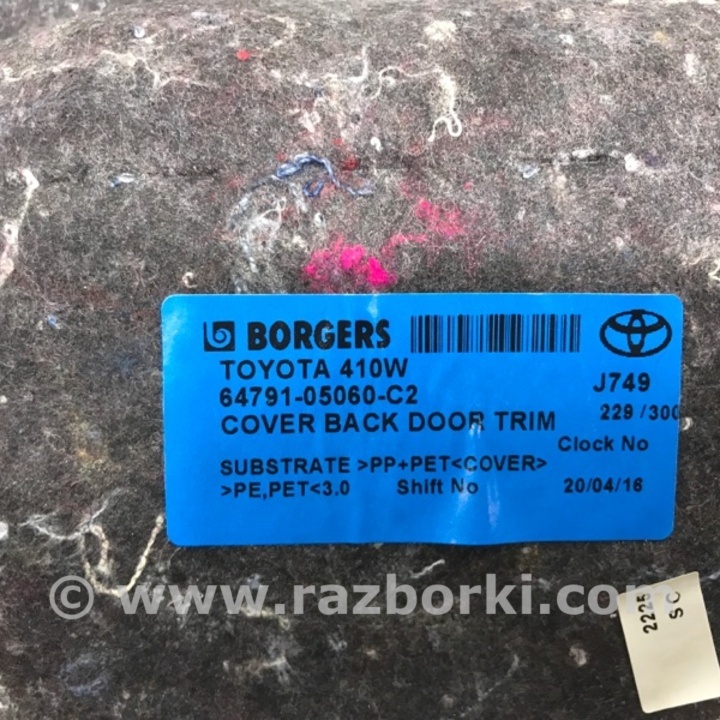 BORGERS
TOYOTA 410W
64791-05060-C2
J749
COVER BACK DOOR TRIM
229 /300
Clock No
SUBSTRATE >PP+PET<COVER>
>PE,PET<3.0 Shift No 20/04/16
© www.razborki.com
2225
SC